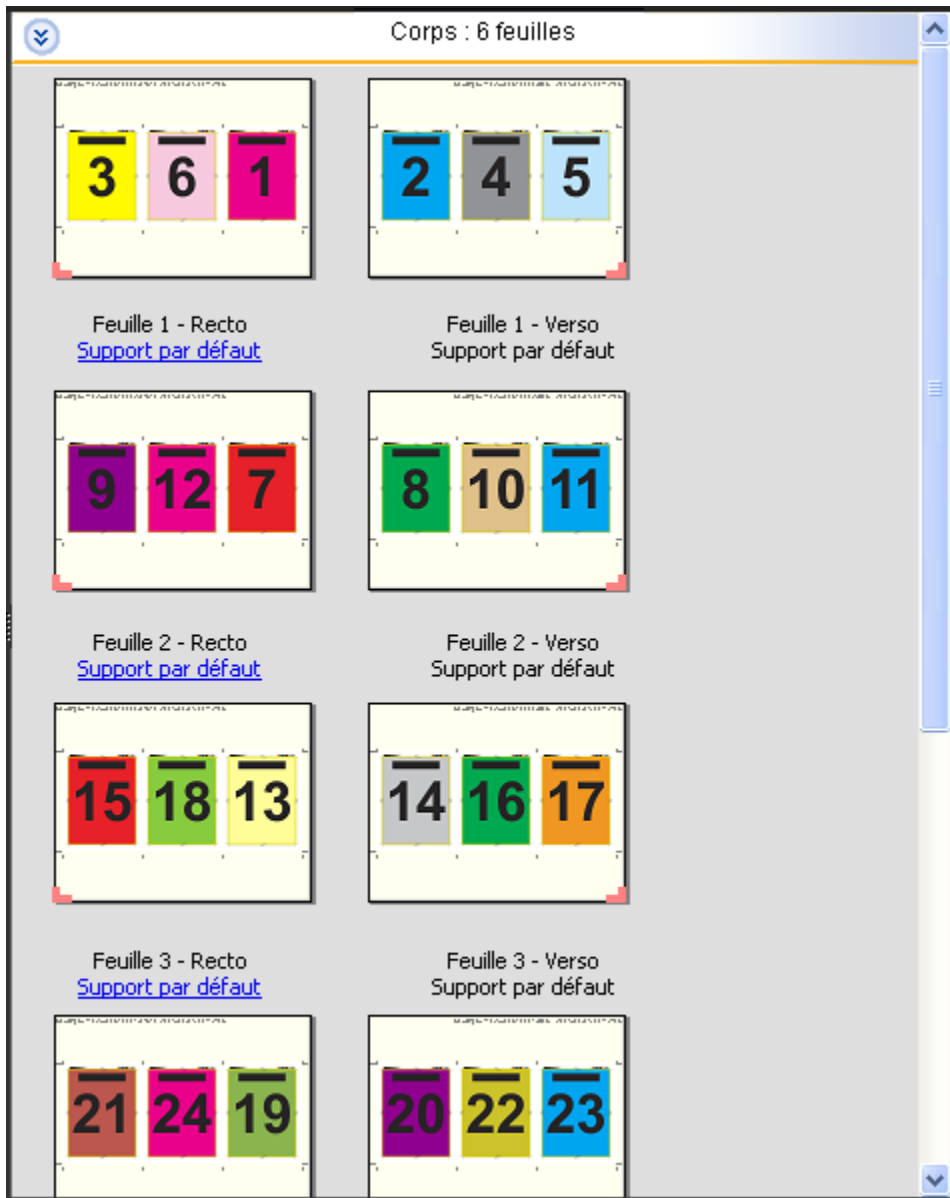 Corps : 6 feuilles
3 6 1 2 4 5
Feuille 1 - Recto Feuille 1 - Verso
Support par défaut Support par défaut
9 12 7 8 10 11
Feuille 2 - Recto Feuille 2 - Verso
Support par défaut Support par défaut
15 18 13 14 16 17
Feuille 3 - Recto Feuille 3 - Verso
Support par défaut Support par défaut
21 24 19 20 22 23